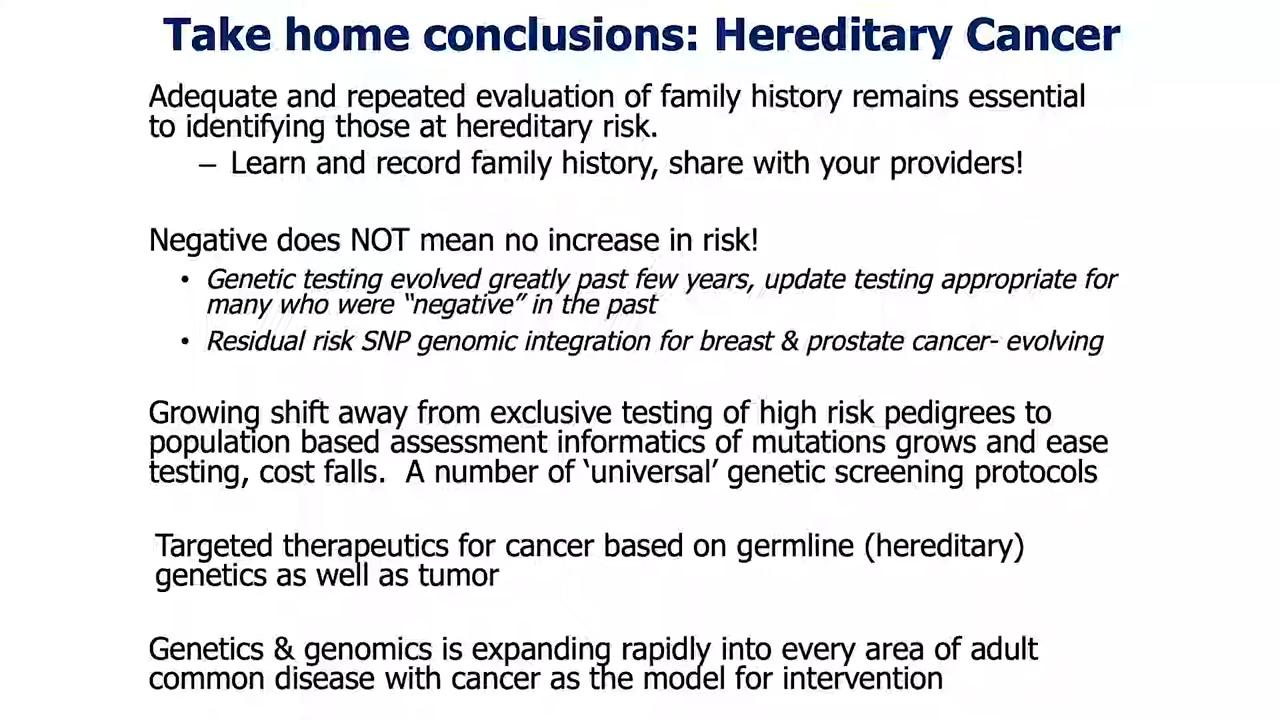 Take home conclusions: Hereditary Cancer
Adequate and repeated evaluation of family history remains essential
to identifying those at hereditary risk.
– Learn and record family history, share with your providers!
Negative does NOT mean no increase in risk!
• Genetic testing evolved greatly past few years, update testing appropriate for
many who were “negative” in the past
• Residual risk SNP genomic integration for breast & prostate cancer- evolving
Growing shift away from exclusive testing of high risk pedigrees to
population based assessment informatics of mutations grows and ease
testing, cost falls.  A number of ‘universal’ genetic screening protocols
Targeted therapeutics for cancer based on germline (hereditary)
genetics as well as tumor
Genetics & genomics is expanding rapidly into every area of adult
common disease with cancer as the model for intervention